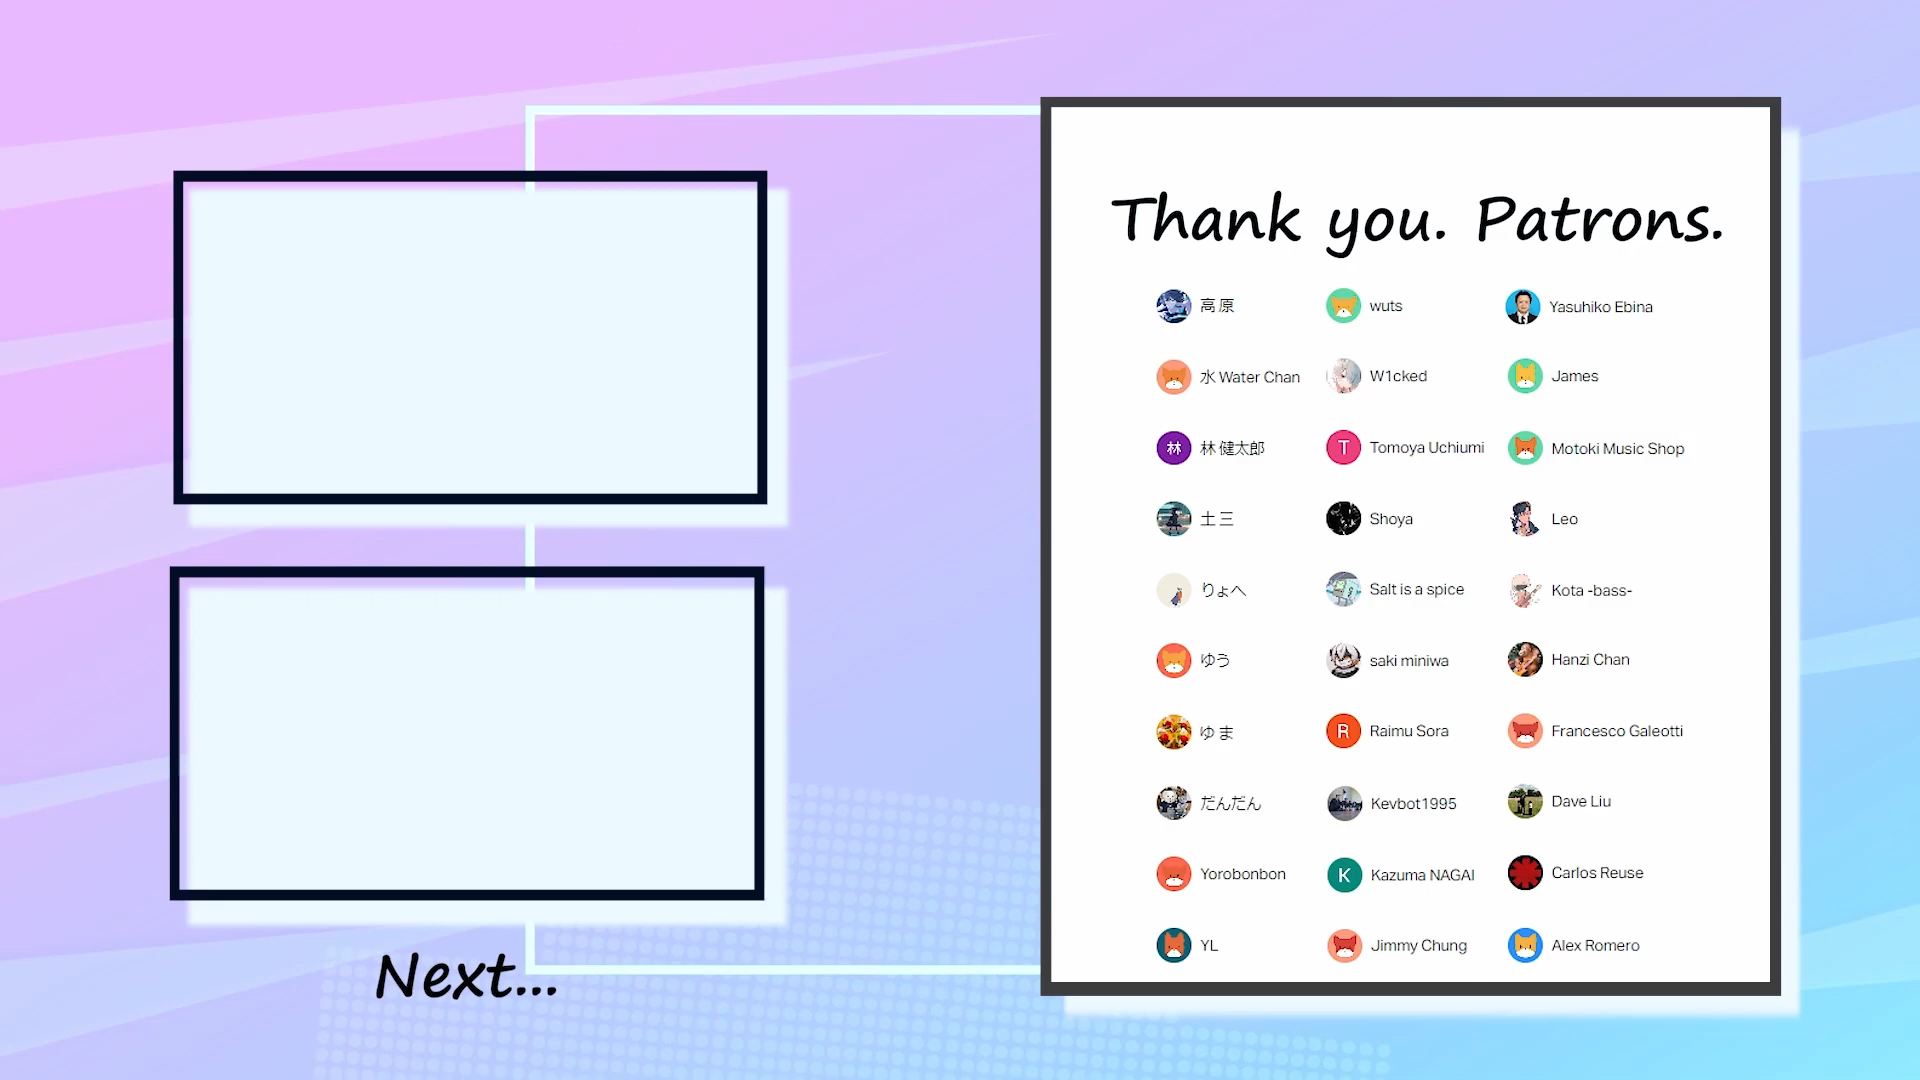 Thank you. Patrons.
高原 wuts Yasuhiko Ebina
水 Water Chan W1cked James
林 林 健太郎 T Tomoya Uchiumi Motoki Music Shop
土三 Shoya Leo
りょへ Salt is a spice Kota -bass-
ゆう saki miniwa Hanzi Chan
ゆま R Raimu Sora Francesco Galeotti
だんだん Kevbot1995 Dave Liu
Yorobonbon K Kazuma NAGAI Carlos Reuse
YL Jimmy Chung Alex Romero
Next...